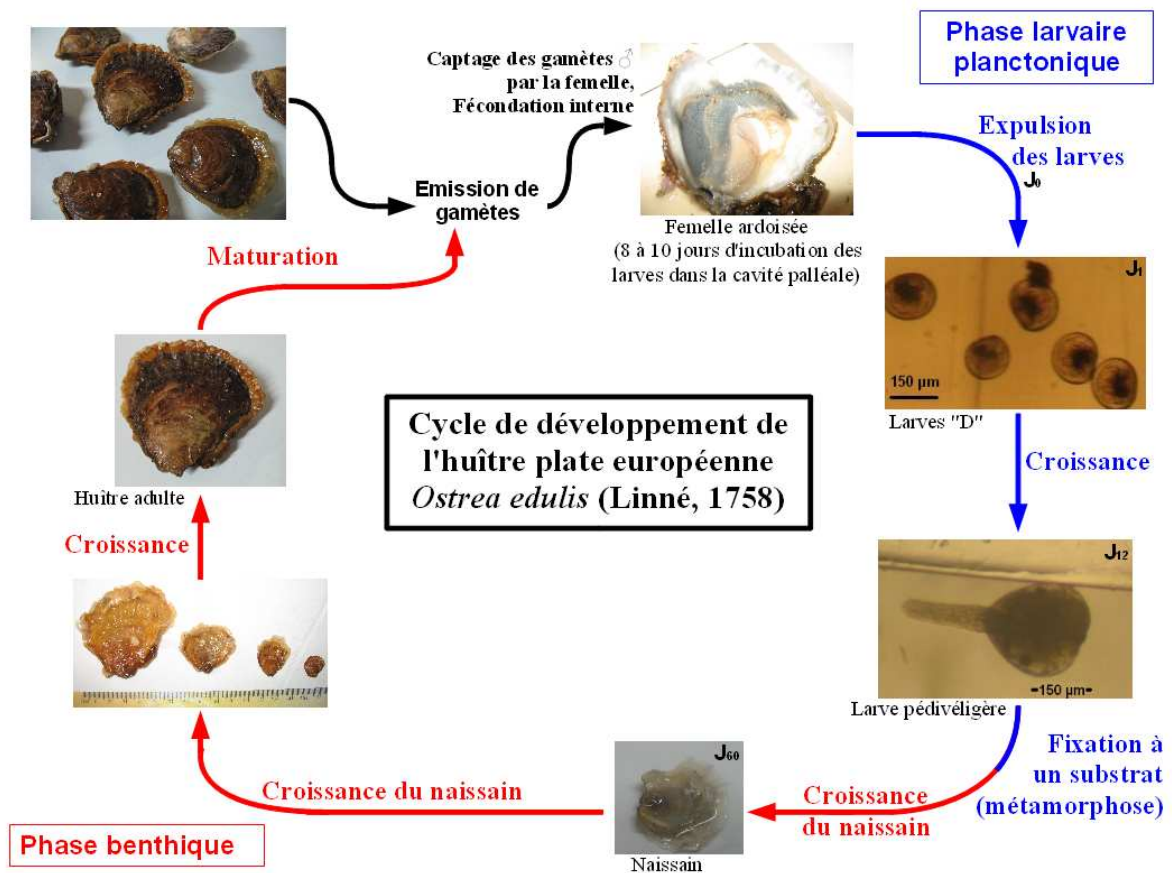 Phase larvaire
planctonique
Captage des gamètes ♂
par la femelle,
Fécondation interne
Expulsion
des larves
J0
Emission de
gamètes
Femelle ardoisée
(8 à 10 jours d'incubation des
larves dans la cavité palléale)
Maturation
J1
150 µm
Larves "D"
Cycle de développement de
l'huître plate européenne
Ostrea edulis (Linné, 1758)
Croissance
Huître adulte
Croissance
J12
150 µm
Larve pédivéligère
Fixation à
un substrat
(métamorphose)
J60
Croissance du naissain
Croissance
du naissain
Naissain
Phase benthique